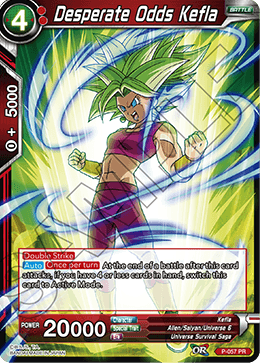 BATTLE
4 Desperate Odds Kefla
+ 5000
Double Strike
Auto Once per turn At the end of a battle after this card
attacks, if you have 4 or less cards in hand, switch this
card to Active mode.
POWER 20000
Character Kefla
Special Trait Alien/Saiyan/Universe 6
Era Universe Survival Saga
P-057 PR